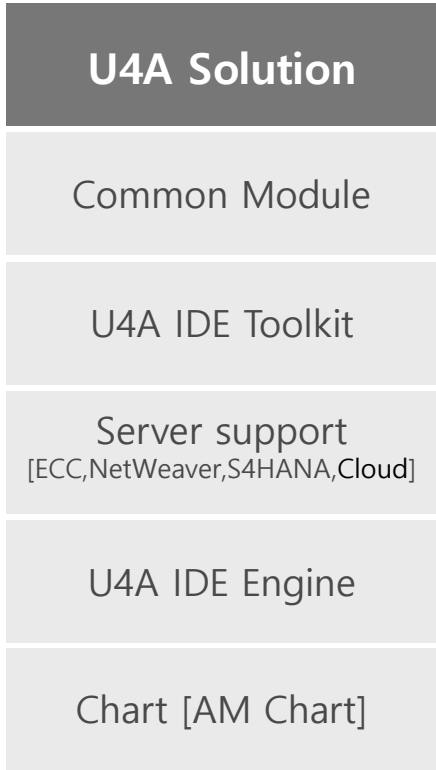 U4A Solution
Common Module
U4A IDE Toolkit
Server support
[ECC,NetWeaver,S4HANA,Cloud]
U4A IDE Engine
Chart [AM Chart]